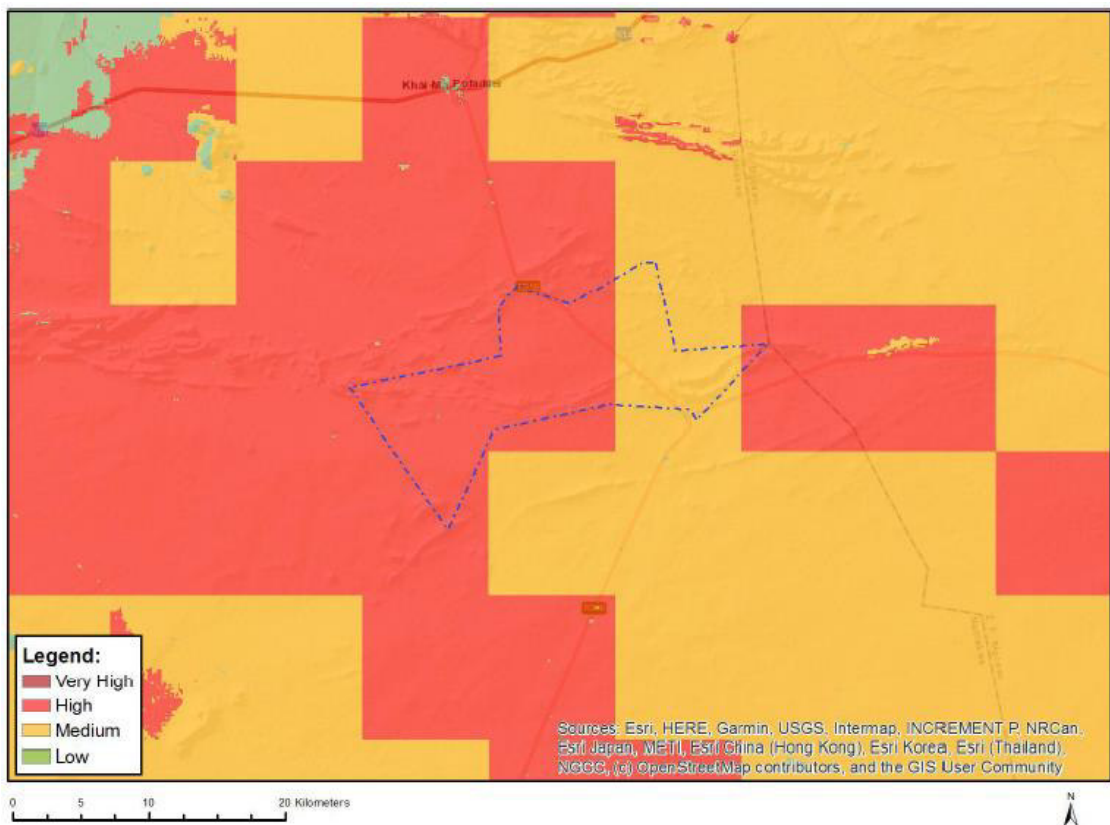 Legend:
Very High
High
Medium
Low
Sources: Esri, HERE, Garmin, USGS, Intermap, INCREMENT P, NRCan,
Esri Japan, METI, Esri China (Hong Kong), Esri Korea, Esri (Thailand),
NGCC, (c) OpenStreetMap contributors, and the GIS User Community
0 5 10 20 Kilometers
N